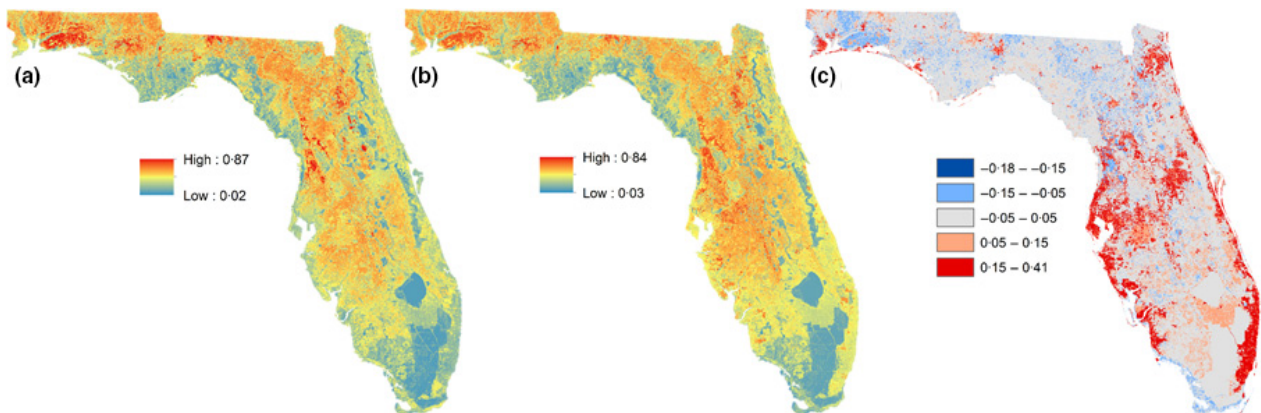 (a)
High : 0·87
Low : 0·02
(b)
High : 0·84
Low : 0·03
(c)
−0·18 – −0·15
−0·15 – −0·05
−0·05 – 0·05
0·05 – 0·15
0·15 – 0·41